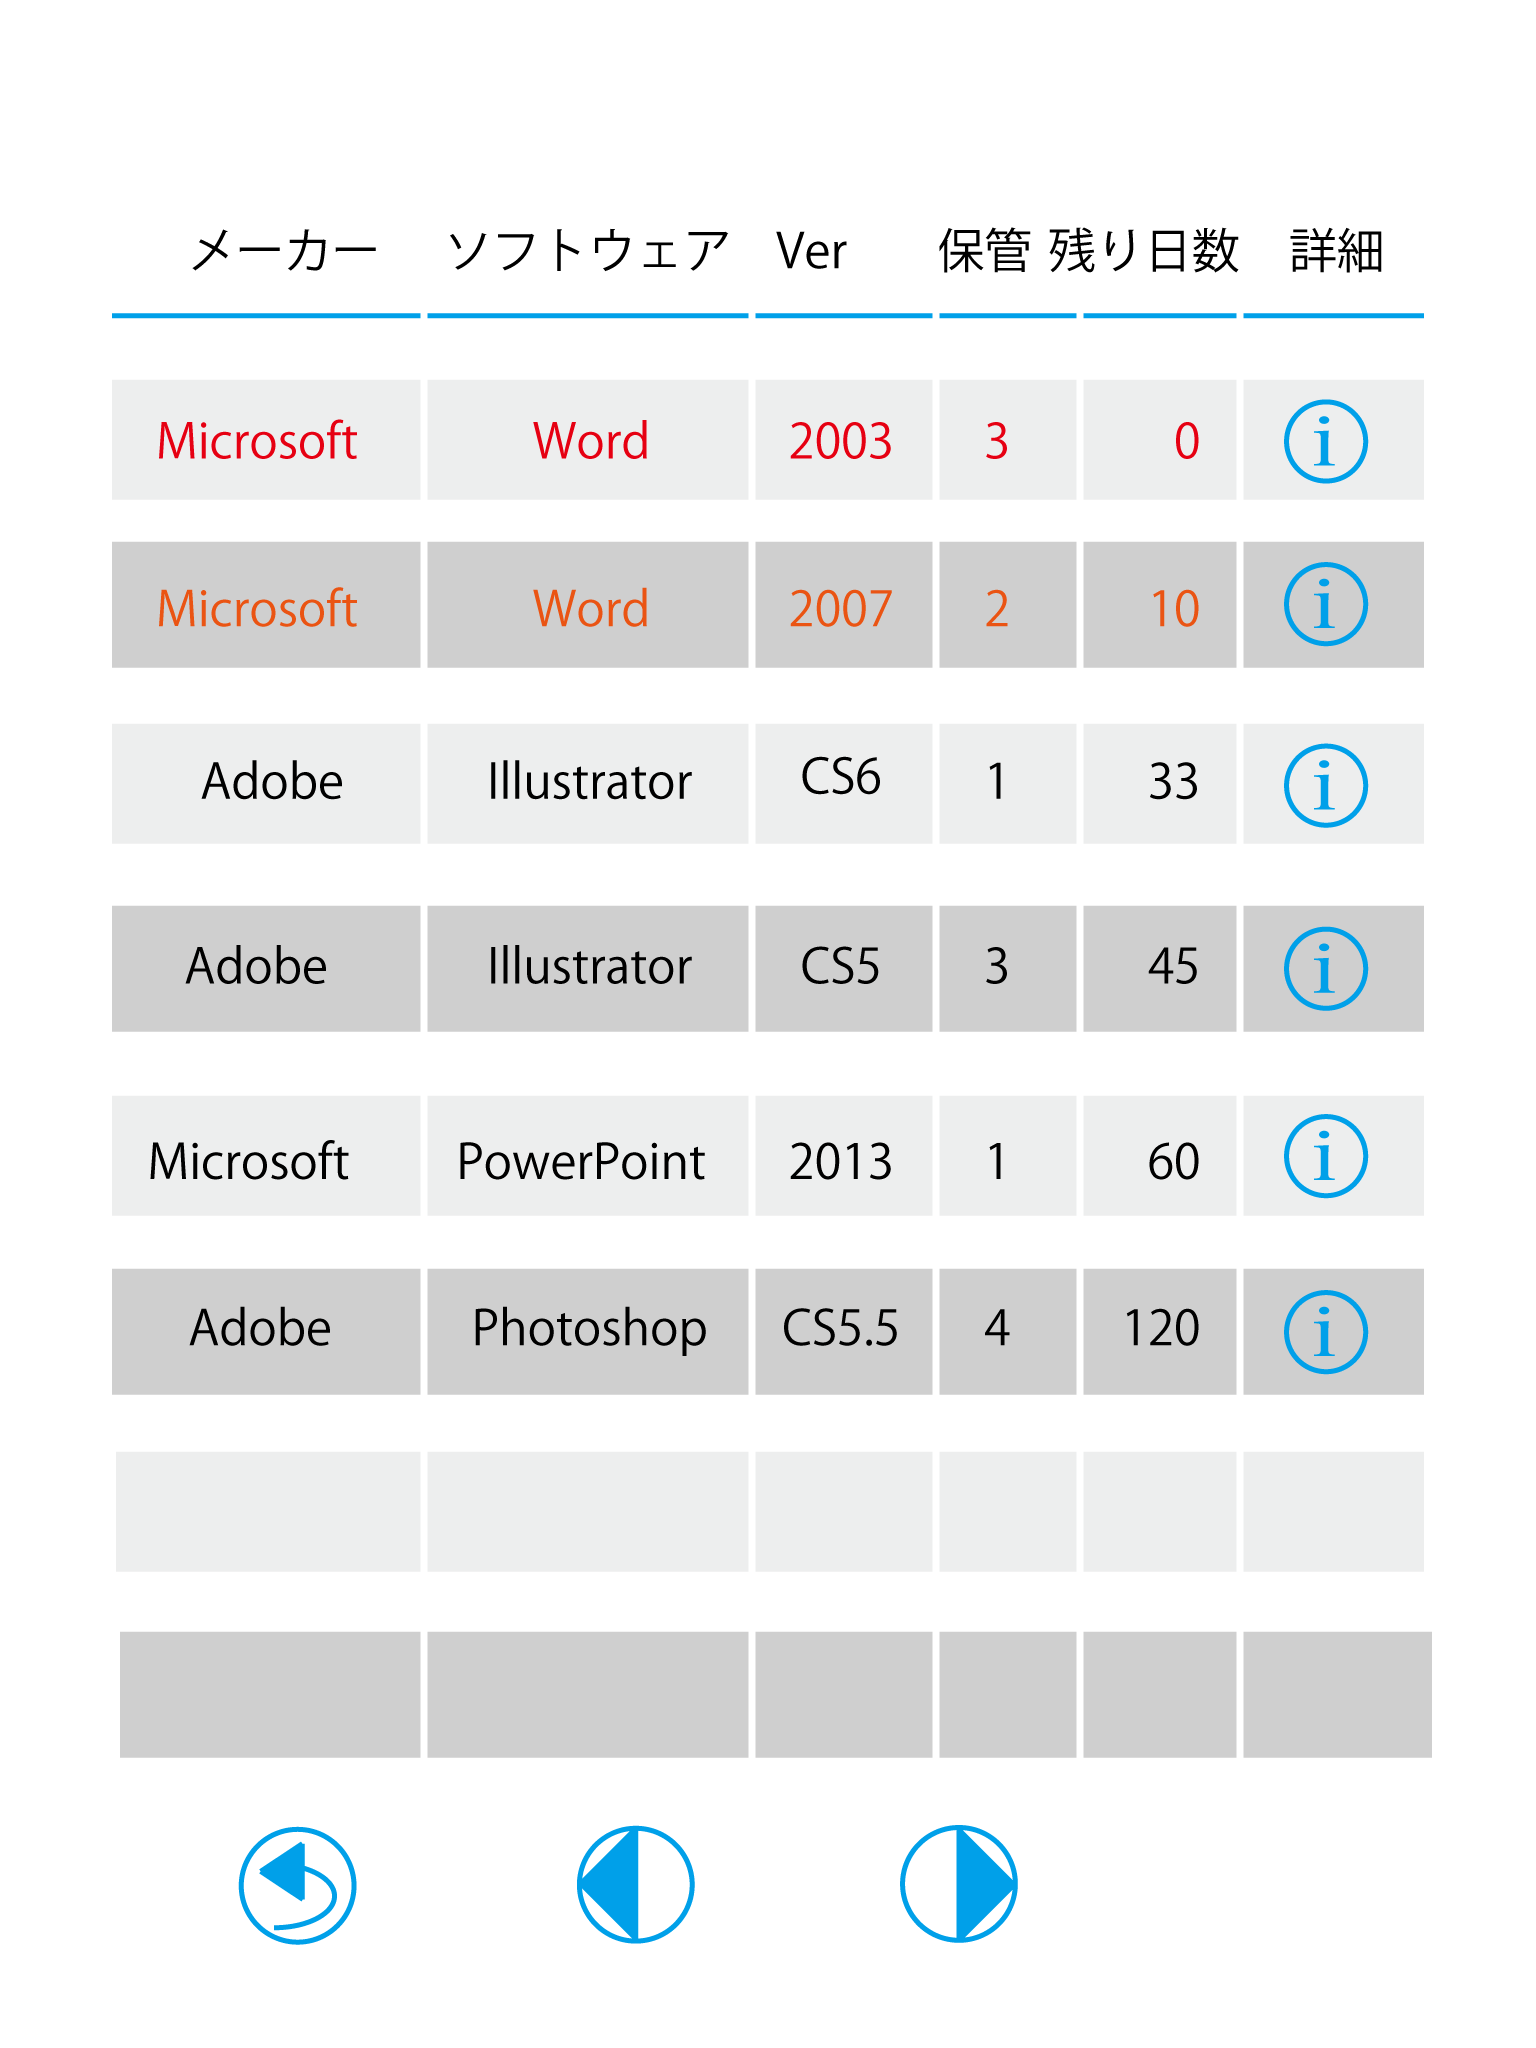 メーカー ソフトウェア Ver 保管 残り日数 詳細
Microsoft Word 2003 3 0 i
Microsoft Word 2007 2 10 i
Adobe Illustrator CS6 1 33 i
Adobe Illustrator CS5 3 45 i
Microsoft PowerPoint 2013 1 60 i
Adobe Photoshop CS5.5 4 120 i